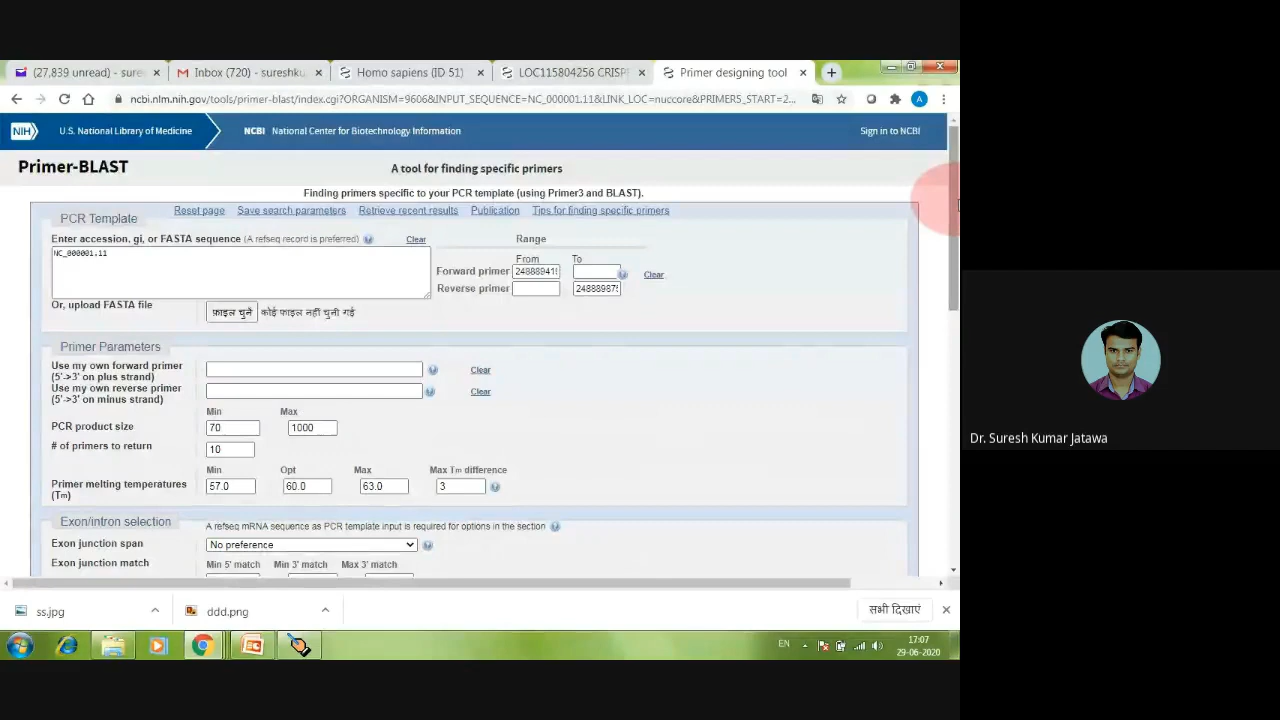 (27,839 unread) - sure
Inbox (720) - sureshku
Homo sapiens (ID 51)
LOC115804256 CRISP
Primer designing tool
ncbi.nlm.nih.gov/tools/primer-blast/index.cgi?ORGANISM=9606&INPUT_SEQUENCE=NC_000001.11&LINK_LOC=nuccore&PRIMER5_START=2...
NIH U.S. National Library of Medicine NCBI National Center for Biotechnology Information Sign in to NCBI
Primer-BLAST A tool for finding specific primers
Finding primers specific to your PCR template (using Primer3 and BLAST).
Reset page Save search parameters Retrieve recent results Publication Tips for finding specific primers
PCR Template
Enter accession, gi, or FASTA sequence (A refseq record is preferred) Clear Range
NC_000001.11
From To
Forward primer 24888941 Clear
Reverse primer 24888987
Or, upload FASTA file फ़ाइल चुनें कोई फ़ाइल नहीं चुनी गई
Primer Parameters
Use my own forward primer Clear
(5'->3' on plus strand)
Use my own reverse primer Clear
(5'->3' on minus strand)
Min Max
PCR product size 70 1000
# of primers to return 10
Min Opt Max Max Tm difference
Primer melting temperatures 57.0 60.0 63.0 3
(Tm)
Exon/intron selection A refseq mRNA sequence as PCR template input is required for options in the section
Exon junction span No preference
Exon junction match Min 5' match Min 3' match Max 3' match
ss.jpg ddd.png सभी दिखाएं
EN 17:07
29-06-2020
Dr. Suresh Kumar Jatawa